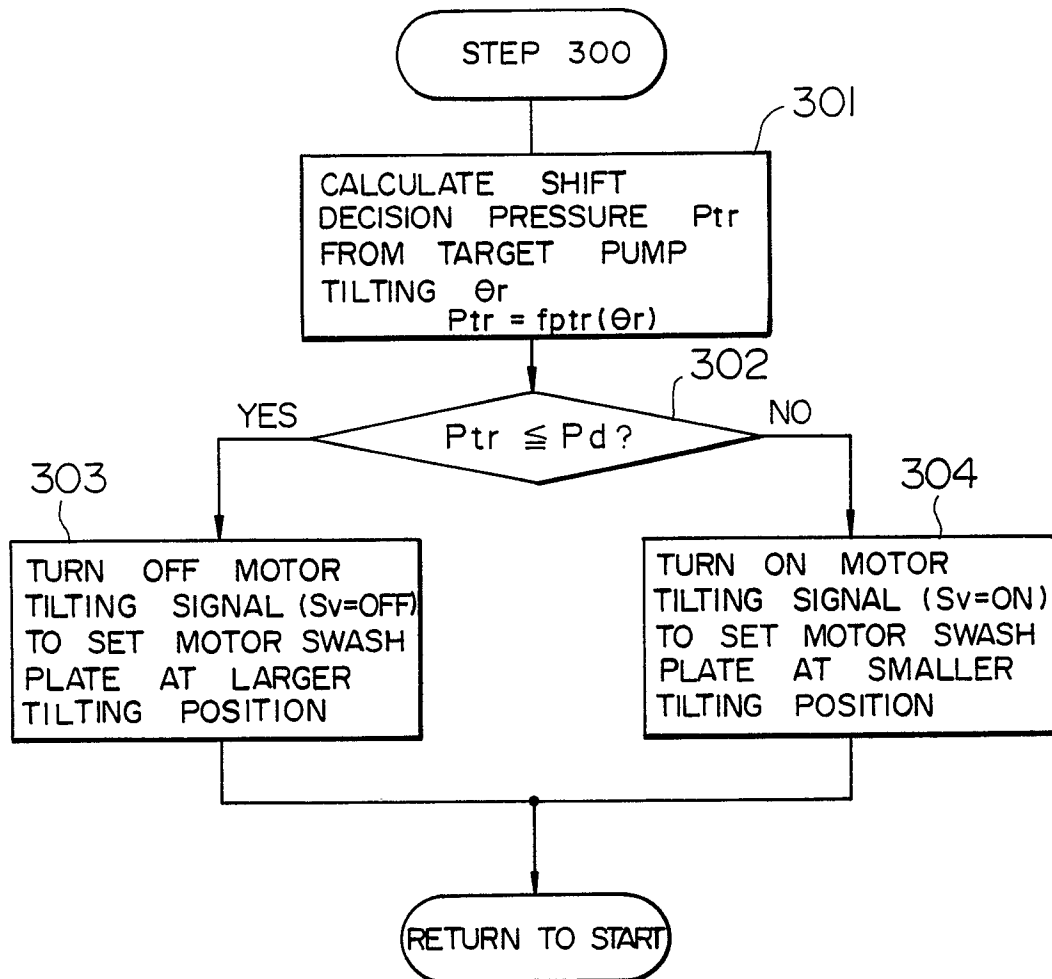 STEP 300
301
CALCULATE SHIFT
DECISION PRESSURE Ptr
FROM TARGET PUMP
TILTING θr
Ptr = fptr(θr)
302
YES
NO
Ptr ≦ Pd?
303
304
TURN OFF MOTOR
TILTING SIGNAL (Sv=OFF)
TO SET MOTOR SWASH
PLATE AT LARGER
TILTING POSITION
TURN ON MOTOR
TILTING SIGNAL (Sv=ON)
TO SET MOTOR SWASH
PLATE AT SMALLER
TILTING POSITION
RETURN TO START